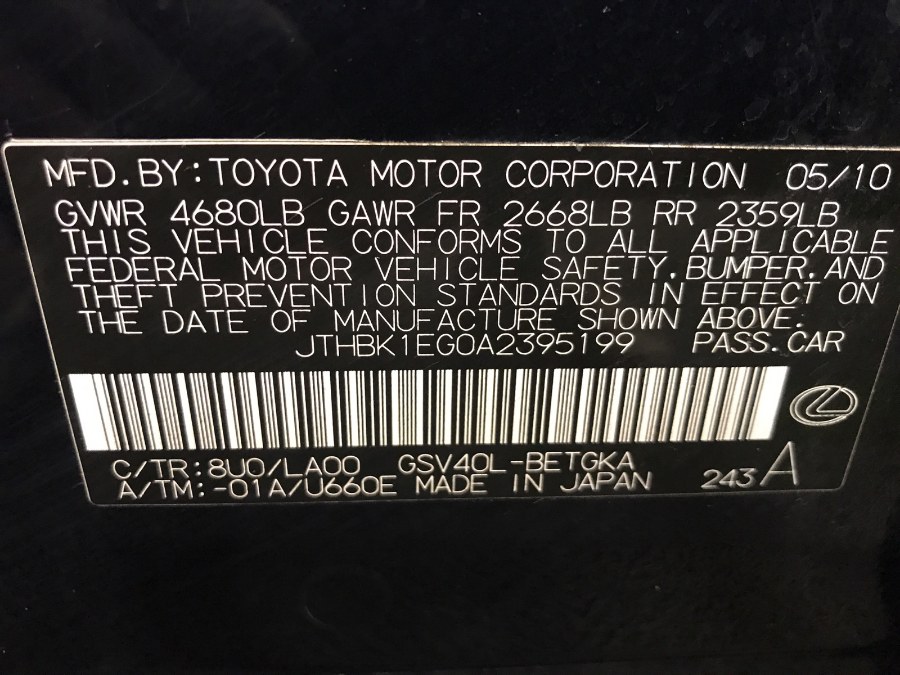 MFD.BY:TOYOTA MOTOR CORPORATION 05/10
GVWR 4680LB GAWR FR 2668LB RR 2359LB
THIS VEHICLE CONFORMS TO ALL APPLICABLE
FEDERAL MOTOR VEHICLE SAFETY,BUMPER,AND
THEFT PREVENTION STANDARDS IN EFFECT ON
THE DATE OF MANUFACTURE SHOWN ABOVE.
JTHBK1EG0A2395199 PASS.CAR
C/TR:8U0/LA00 GSV40L-BETGKA
A/TM:-01A/U660E MADE IN JAPAN 243 A